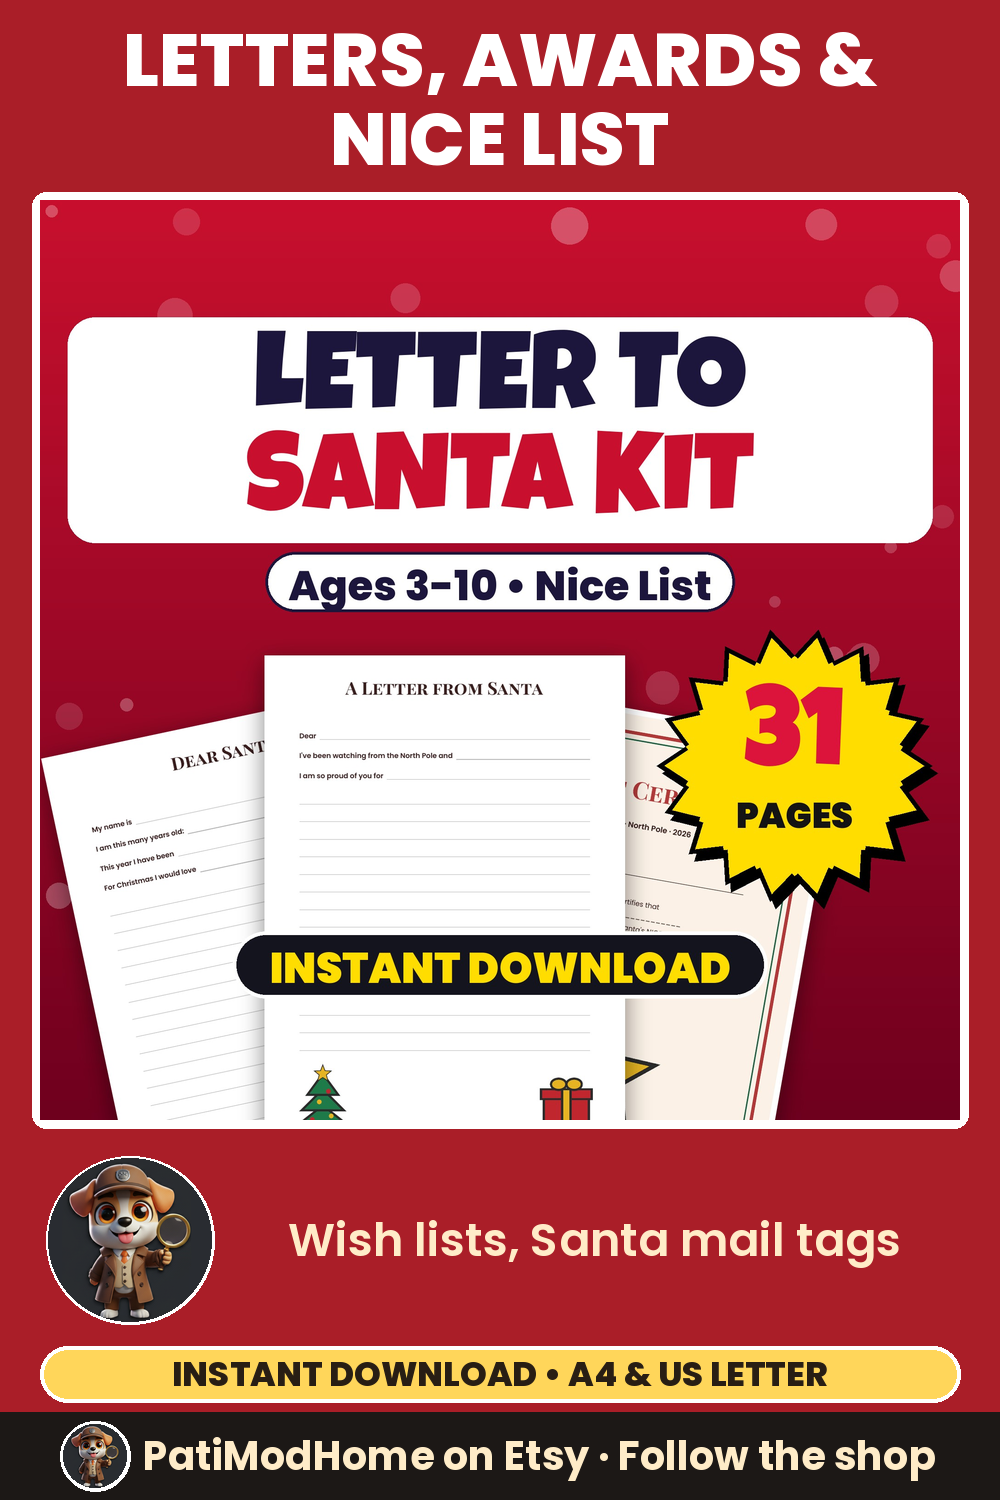 LETTERS, AWARDS &
NICE LIST
LETTER TO
SANTA KIT
Ages 3-10 • Nice List
31
PAGES
DEAR SANT
My name is
I am this many years old:
This year I have been
For Christmas I would love
A LETTER FROM SANTA
Dear
I've been watching from the North Pole and
I am so proud of you for
CER
· North Pole · 2026
rtifies that
INSTANT DOWNLOAD
Wish lists, Santa mail tags
INSTANT DOWNLOAD • A4 & US LETTER
PatiModHome on Etsy · Follow the shop